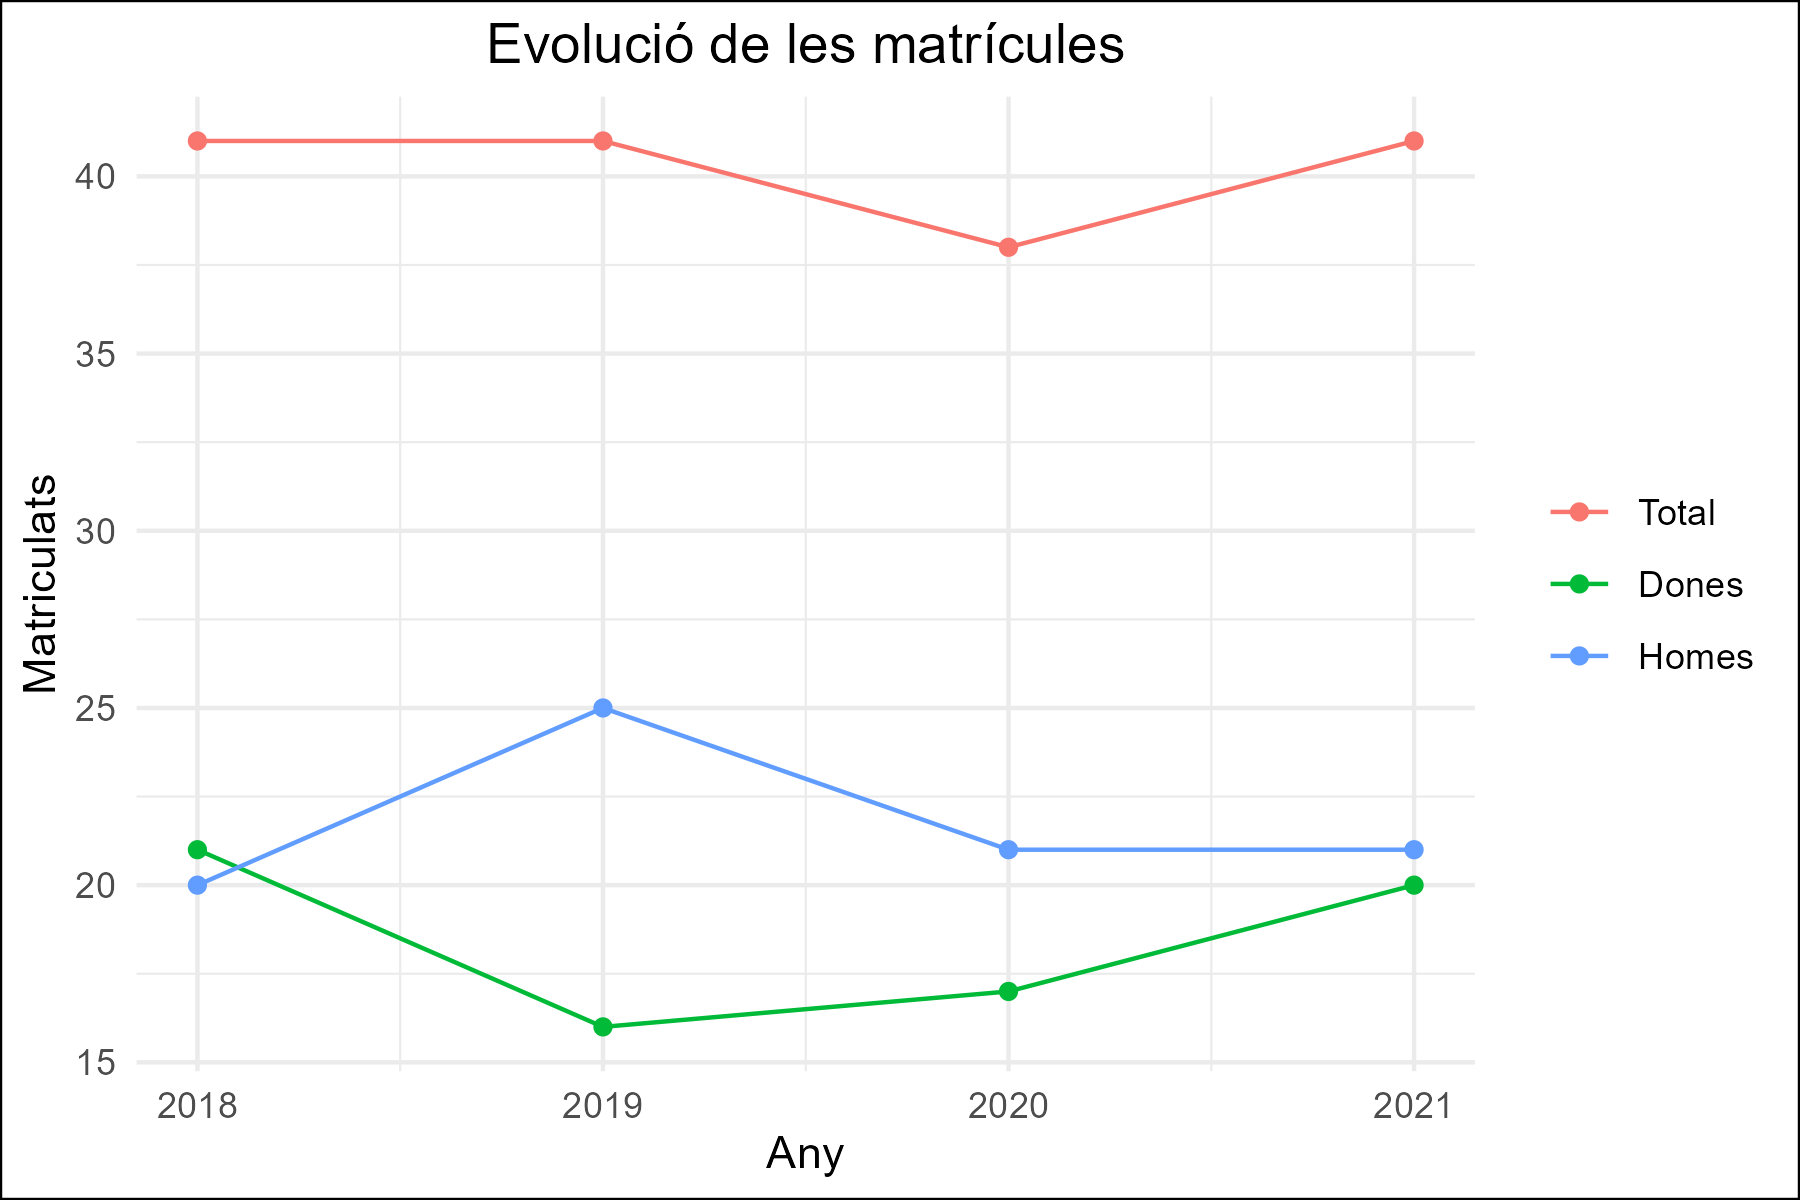 Evolució de les matrícules
Matriculats
40
35
30
25
20
15
2018 2019 2020 2021
Any
Total
Dones
Homes